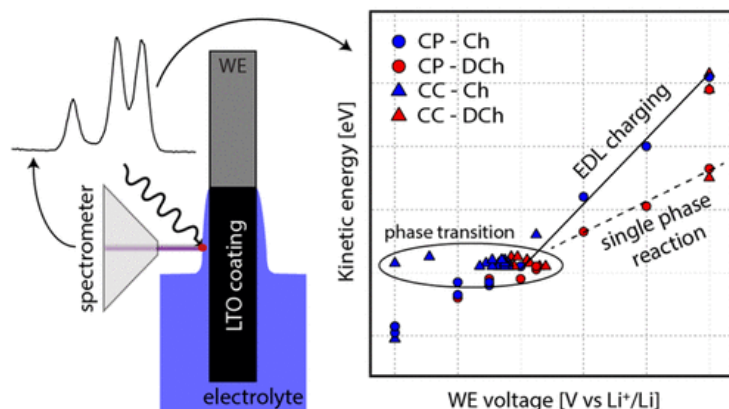 WE
spectrometer
LTO coating
electrolyte
CP - Ch
CP - DCh
CC - Ch
CC - DCh
EDL charging
phase transition
single phase
reaction
Kinetic energy [eV]
WE voltage [V vs Li⁺/Li]